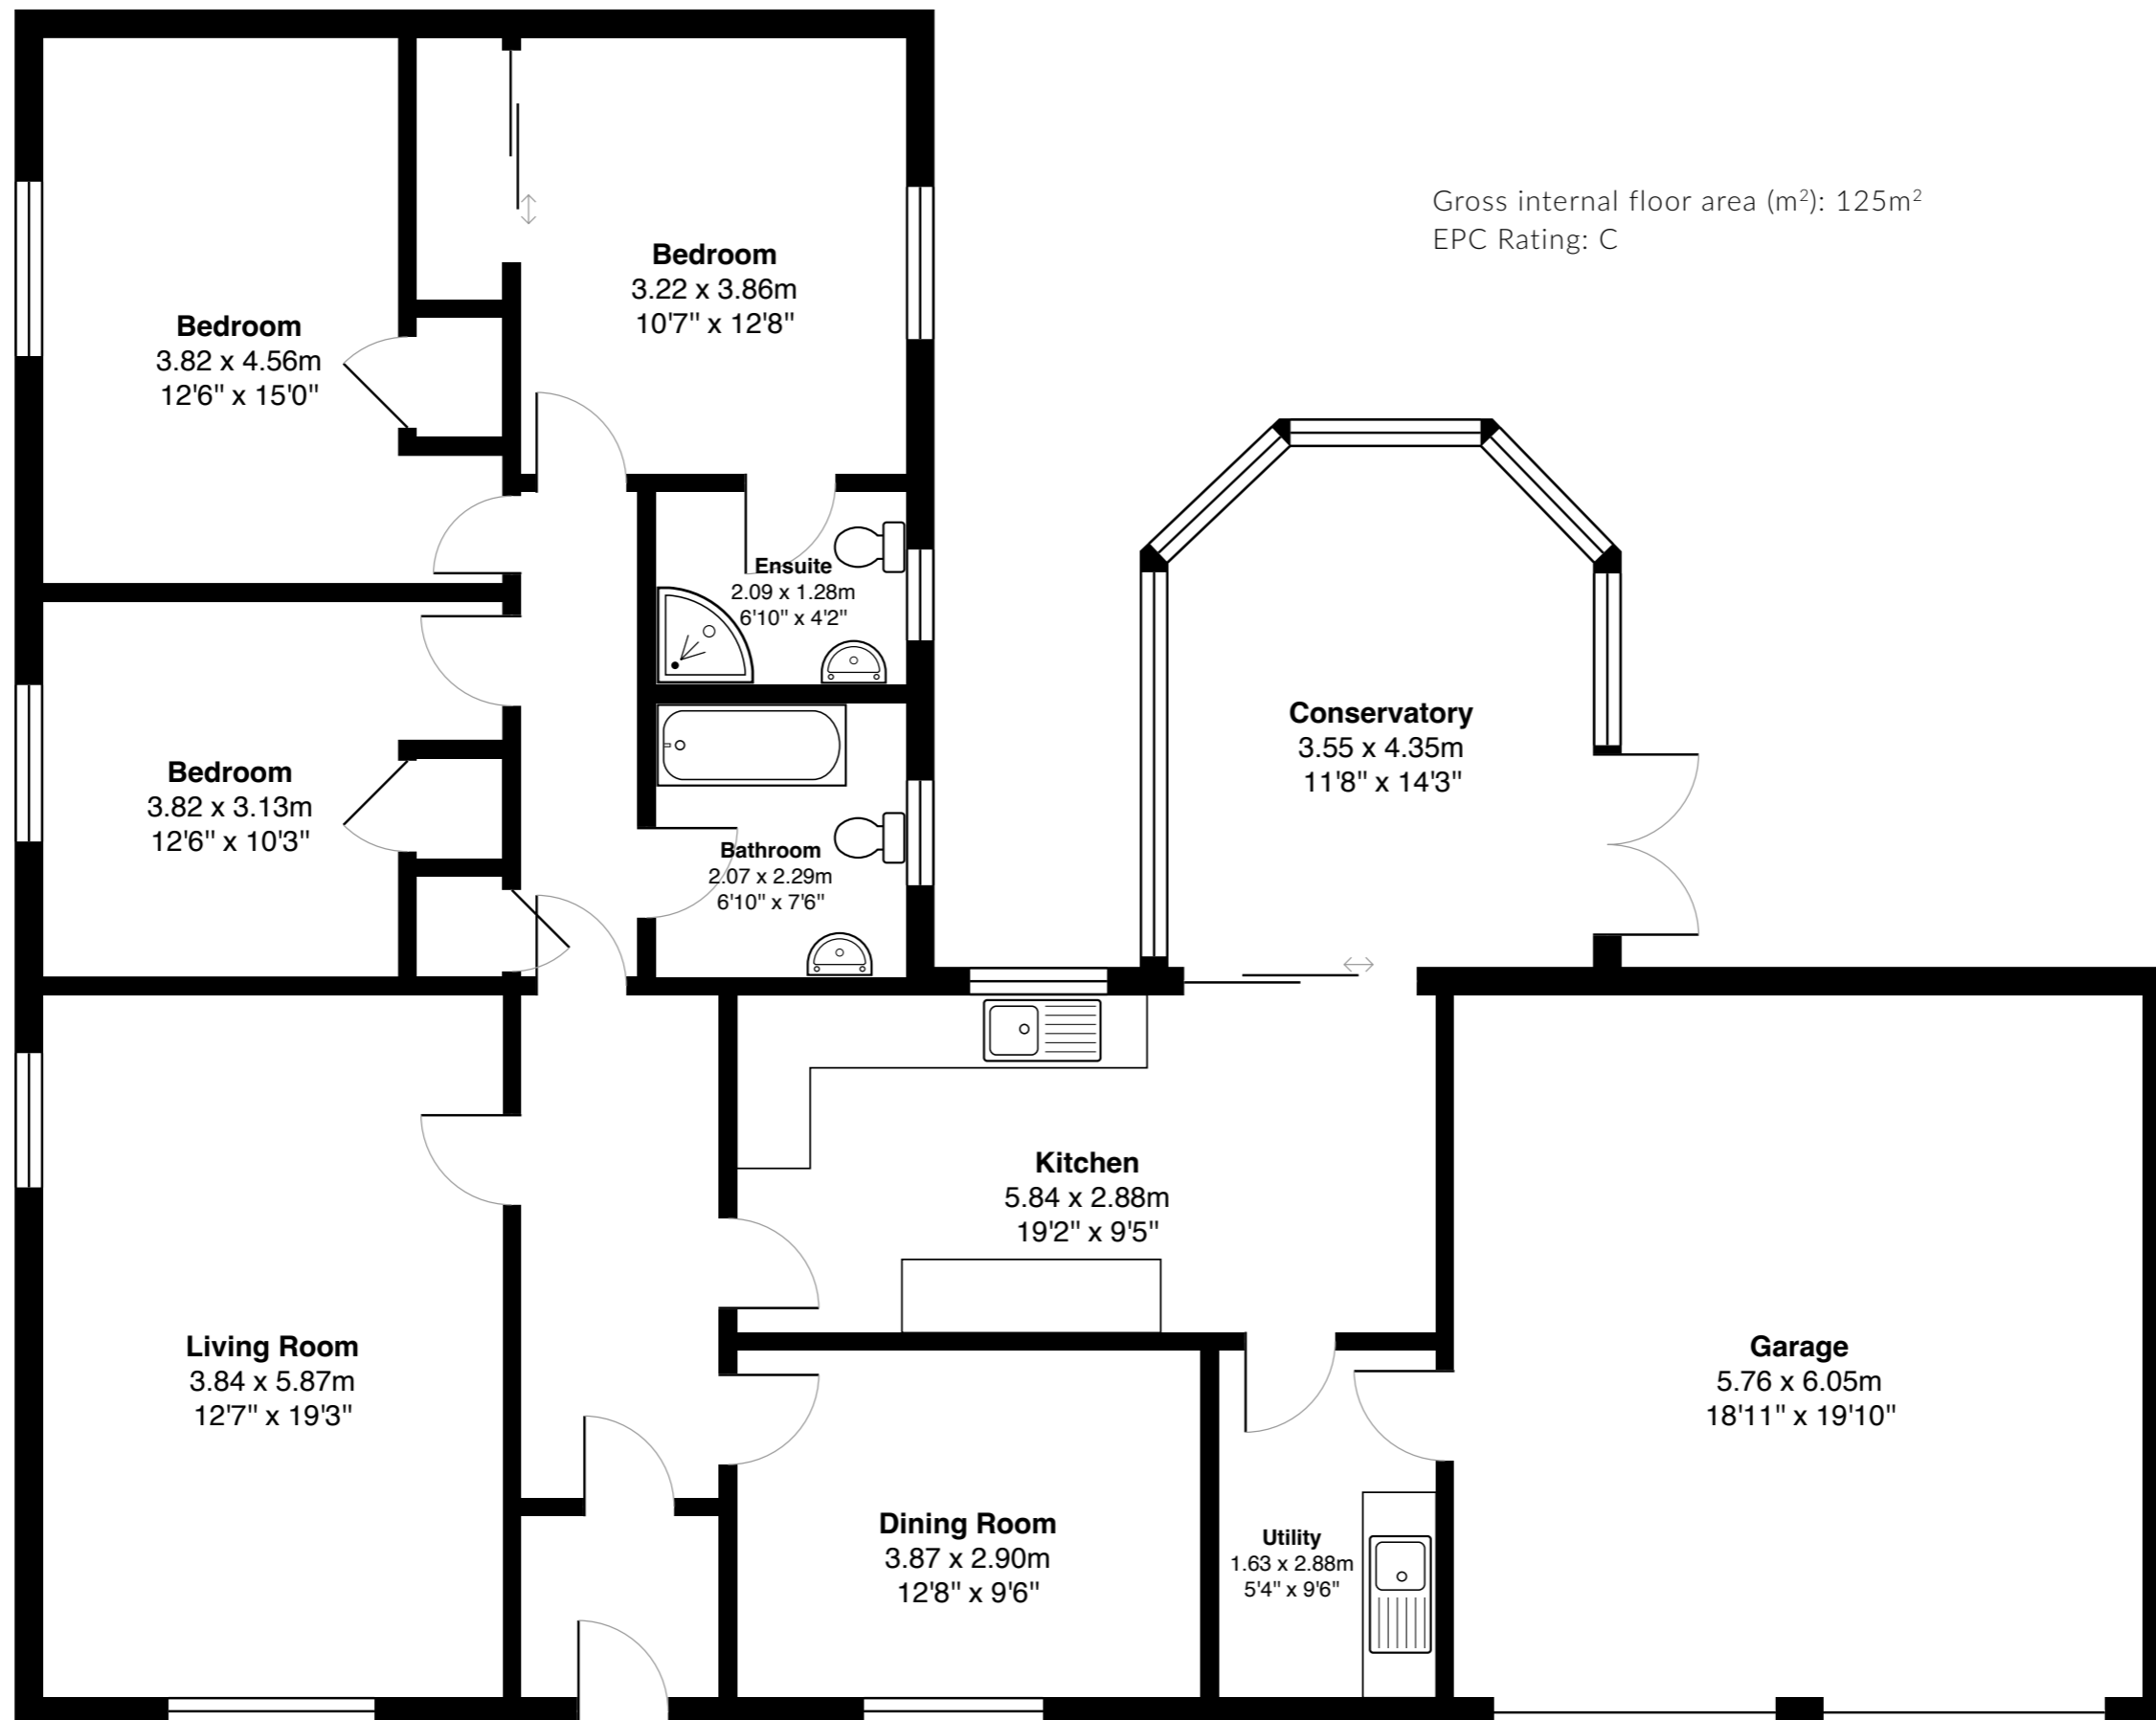 Gross internal floor area (m²): 125m²
EPC Rating: C
Bedroom
3.22 x 3.86m
10'7" x 12'8"
Bedroom
3.82 x 4.56m
12'6" x 15'0"
Ensuite
2.09 x 1.28m
6'10" x 4'2"
Conservatory
3.55 x 4.35m
11'8" x 14'3"
Bedroom
3.82 x 3.13m
12'6" x 10'3"
Bathroom
2.07 x 2.29m
6'10" x 7'6"
Kitchen
5.84 x 2.88m
19'2" x 9'5"
Living Room
3.84 x 5.87m
12'7" x 19'3"
Garage
5.76 x 6.05m
18'11" x 19'10"
Dining Room
3.87 x 2.90m
12'8" x 9'6"
Utility
1.63 x 2.88m
5'4" x 9'6"